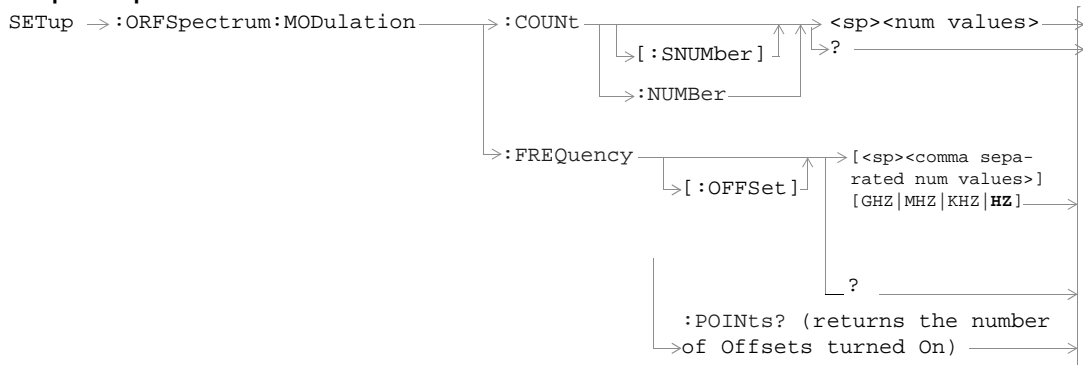 SETup :ORFSpectrum:MODulation :COUNt <sp><num values>
[:SNUMber] ?
:NUMBer
:FREQuency [<sp><comma sepa-
rated num values>]
[:OFFSet] [GHZ|MHZ|KHZ|HZ]
?
:POINts? (returns the number
of Offsets turned On)